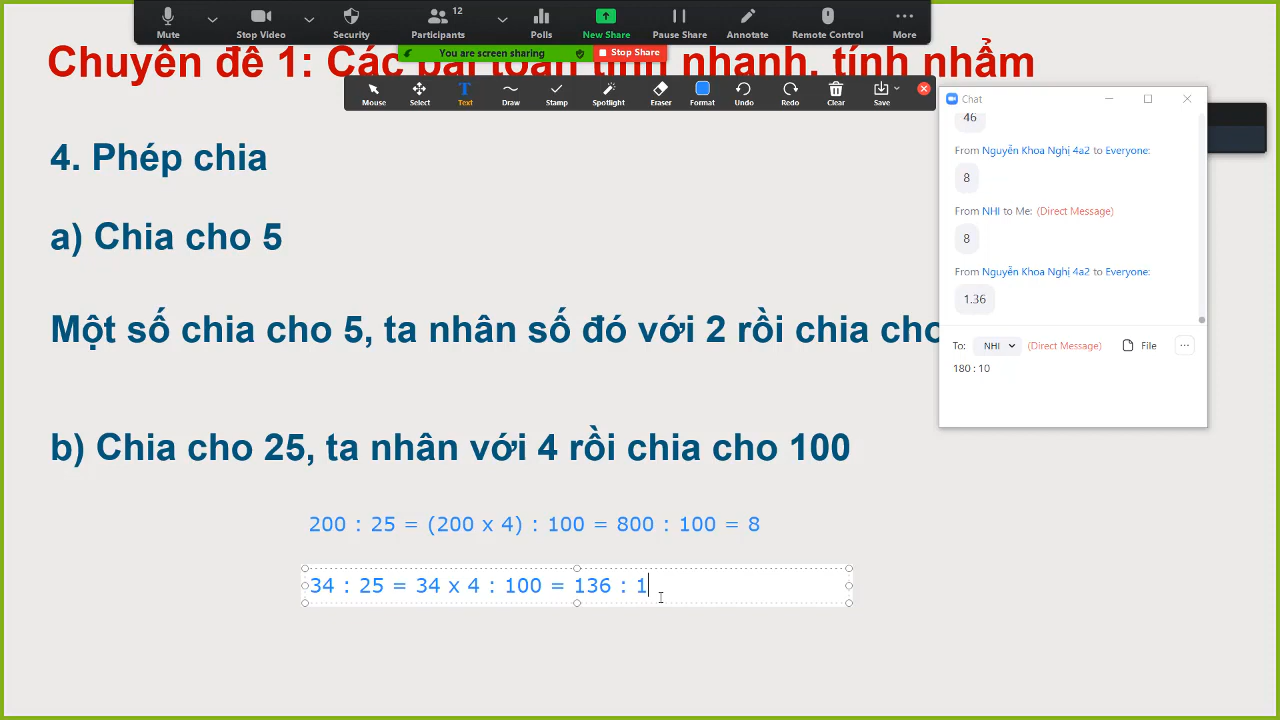 Mute
Stop Video
Security
Participants
12
Polls
New Share
Pause Share
Annotate
Remote Control
More
You are screen sharing
Stop Share
Chuyên đề 1: Các bài toán tính nhanh, tính nhẩm
Mouse
Select
Text
Draw
Stamp
Spotlight
Eraser
Format
Undo
Redo
Clear
Save
4. Phép chia
a) Chia cho 5
Một số chia cho 5, ta nhân số đó với 2 rồi chia cho
b) Chia cho 25, ta nhân với 4 rồi chia cho 100
200 : 25 = (200 x 4) : 100 = 800 : 100 = 8
34 : 25 = 34 x 4 : 100 = 136 : 1
Chat
46
From Nguyễn Khoa Nghị 4a2 to Everyone:
8
From NHI to Me: (Direct Message)
8
From Nguyễn Khoa Nghị 4a2 to Everyone:
1.36
To: NHI (Direct Message) File
180 : 10